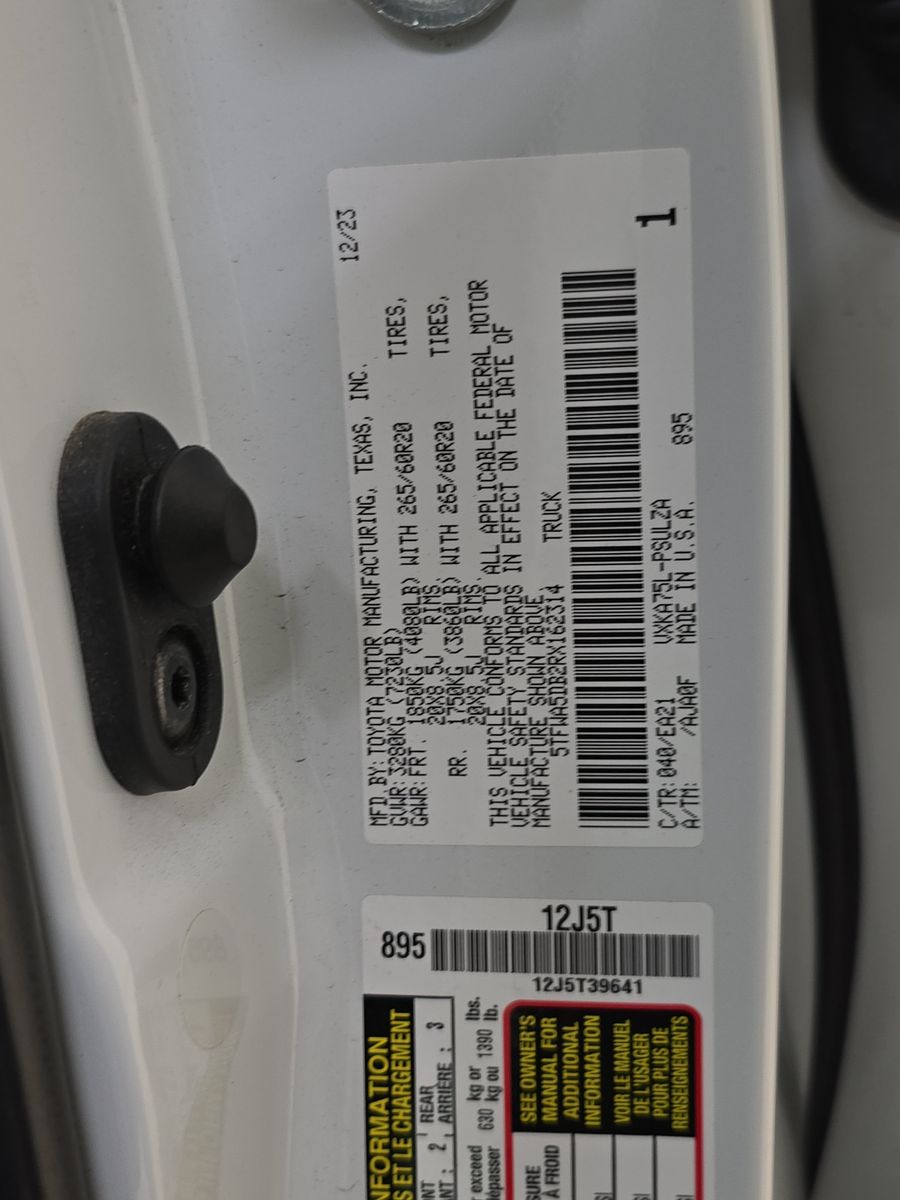 12/23
MFD.BY:TOYOTA MOTOR MANUFACTURING, TEXAS, INC.
GVWR:3280KG (7230LB)
GAWR:FRT. 1850KG (4080LB) WITH 265/60R20 TIRES,
20X8.5J RIMS.
RR. 1750KG (3860LB) WITH 265/60R20 TIRES,
20X8.5J RIMS.
THIS VEHICLE CONFORMS TO ALL APPLICABLE FEDERAL MOTOR
VEHICLE SAFETY STANDARDS IN EFFECT ON THE DATE OF
MANUFACTURE SHOWN ABOVE.
5TFWA5DB2RX162314 TRUCK
1
C/TR:040/EA21 VXKA75L-PSULZA 895
A/TM: /AJA0F MADE IN U.S.A.
895
12J5T
12J5T39641
2 REAR
ARRIÈRE : 3
exceed 630 kg or lbs.
kg ou 1390 lb.
ET LE CHARGEMENT
À FROID
SEE OWNER'S
MANUAL FOR
ADDITIONAL
INFORMATION
VOIR LE MANUEL
DE L'USAGER
POUR PLUS DE
RENSEIGNEMENTS